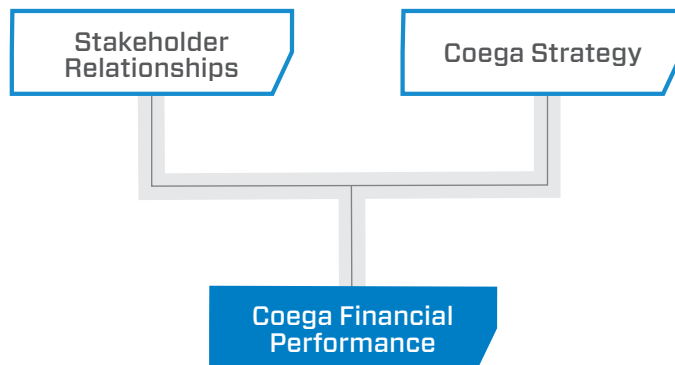 Stakeholder
Relationships
Coega Strategy
Coega Financial
Performance